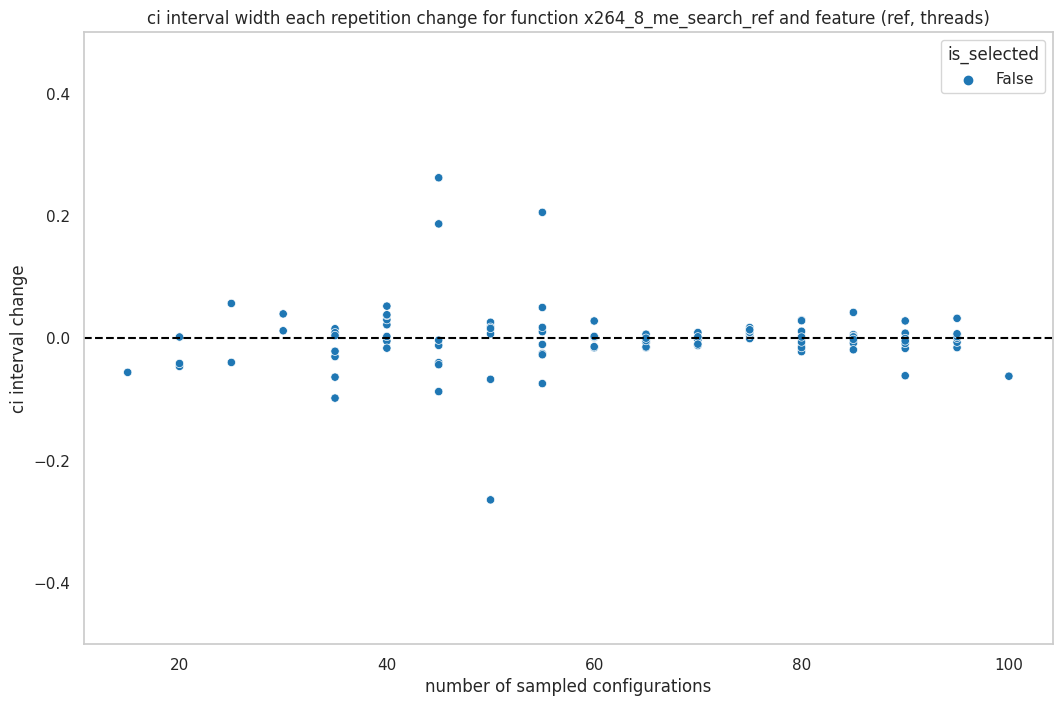 ci interval width each repetition change for function x264_8_me_search_ref and feature (ref, threads)
is_selected
False
ci interval change
0.4
0.2
0.0
−0.2
−0.4
20 40 60 80 100
number of sampled configurations